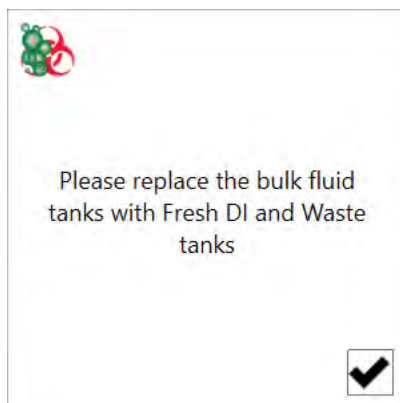 Please replace the bulk fluid
tanks with Fresh DI and Waste
tanks